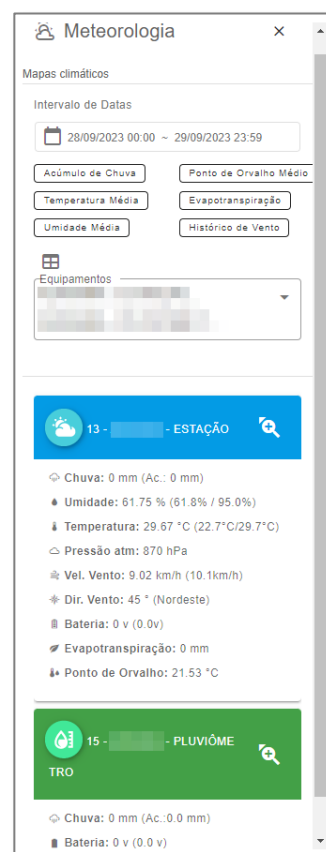 Meteorologia ×
Mapas climáticos
Intervalo de Datas
28/09/2023 00:00 ~ 29/09/2023 23:59
Acúmulo de Chuva Ponto de Orvalho Médio
Temperatura Média Evapotranspiração
Umidade Média Histórico de Vento
Equipamentos
13 - - ESTAÇÃO
Chuva: 0 mm (Ac.: 0 mm)
Umidade: 61.75 % (61.8% / 95.0%)
Temperatura: 29.67 °C (22.7°C/29.7°C)
Pressão atm: 870 hPa
Vel. Vento: 9.02 km/h (10.1km/h)
Dir. Vento: 45 ° (Nordeste)
Bateria: 0 v (0.0v)
Evapotranspiração: 0 mm
Ponto de Orvalho: 21.53 °C
15 - - PLUVIÔME
TRO
Chuva: 0 mm (Ac.:0.0 mm)
Bateria: 0 v (0.0 v)